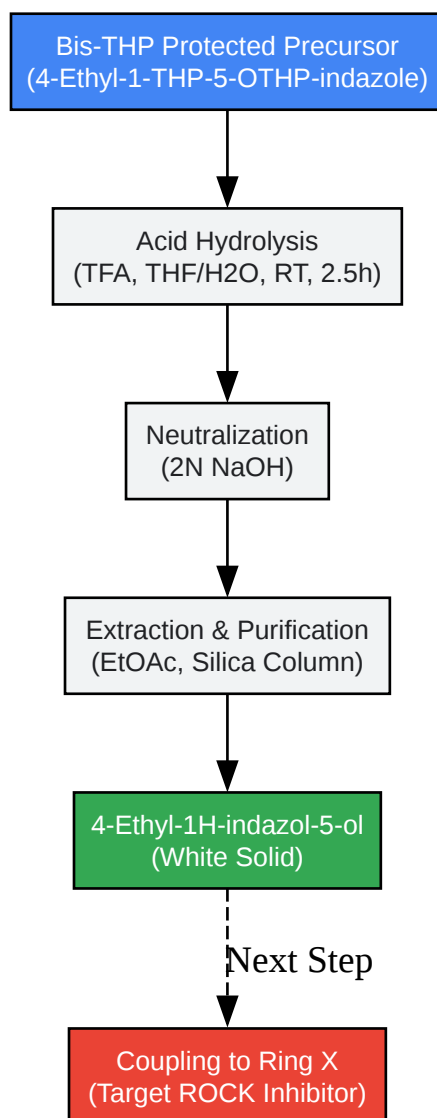 Bis-THP Protected Precursor
(4-Ethyl-1-THP-5-OTHP-indazole)
Acid Hydrolysis
(TFA, THF/H2O, RT, 2.5h)
Neutralization
(2N NaOH)
Extraction & Purification
(EtOAc, Silica Column)
4-Ethyl-1H-indazol-5-ol
(White Solid)
Next Step
Coupling to Ring X
(Target ROCK Inhibitor)